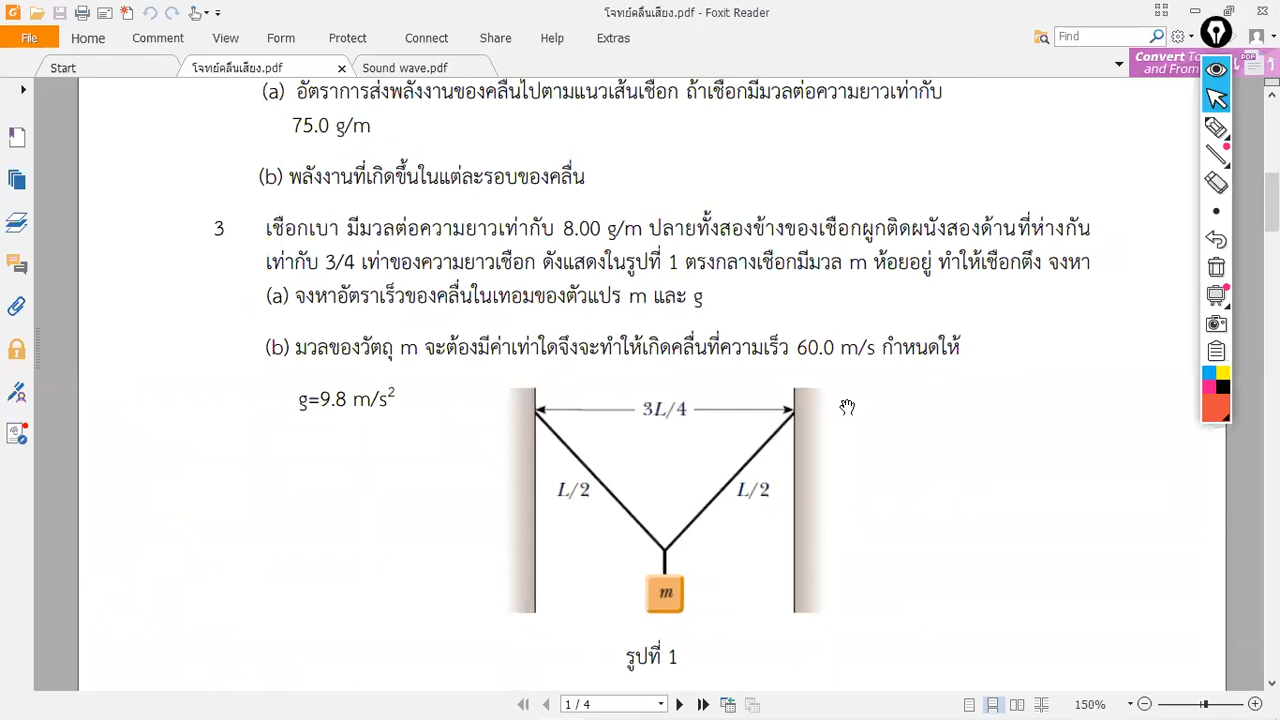 โจทย์คลื่นเสียง.pdf - Foxit Reader
File Home Comment View Form Protect Connect Share Help Extras Find
Start โจทย์คลื่นเสียง.pdf Sound wave.pdf Convert To PDF
and From
(a) อัตราการส่งพลังงานของคลื่นไปตามแนวเส้นเชือก ถ้าเชือกมีมวลต่อความยาวเท่ากับ
75.0 g/m
(b) พลังงานที่เกิดขึ้นในแต่ละรอบของคลื่น
3 เชือกเบา มีมวลต่อความยาวเท่ากับ 8.00 g/m ปลายทั้งสองข้างของเชือกผูกติดผนังสองด้านที่ห่างกัน
เท่ากับ 3/4 เท่าของความยาวเชือก ดังแสดงในรูปที่ 1 ตรงกลางเชือกมีมวล m ห้อยอยู่ ทำให้เชือกตึง จงหา
(a) จงหาอัตราเร็วของคลื่นในเทอมของตัวแปร m และ g
(b) มวลของวัตถุ m จะต้องมีค่าเท่าใดจึงจะทำให้เกิดคลื่นที่ความเร็ว 60.0 m/s กำหนดให้
g=9.8 m/s²
3L/4
L/2 L/2
m
รูปที่ 1
1 / 4 150%